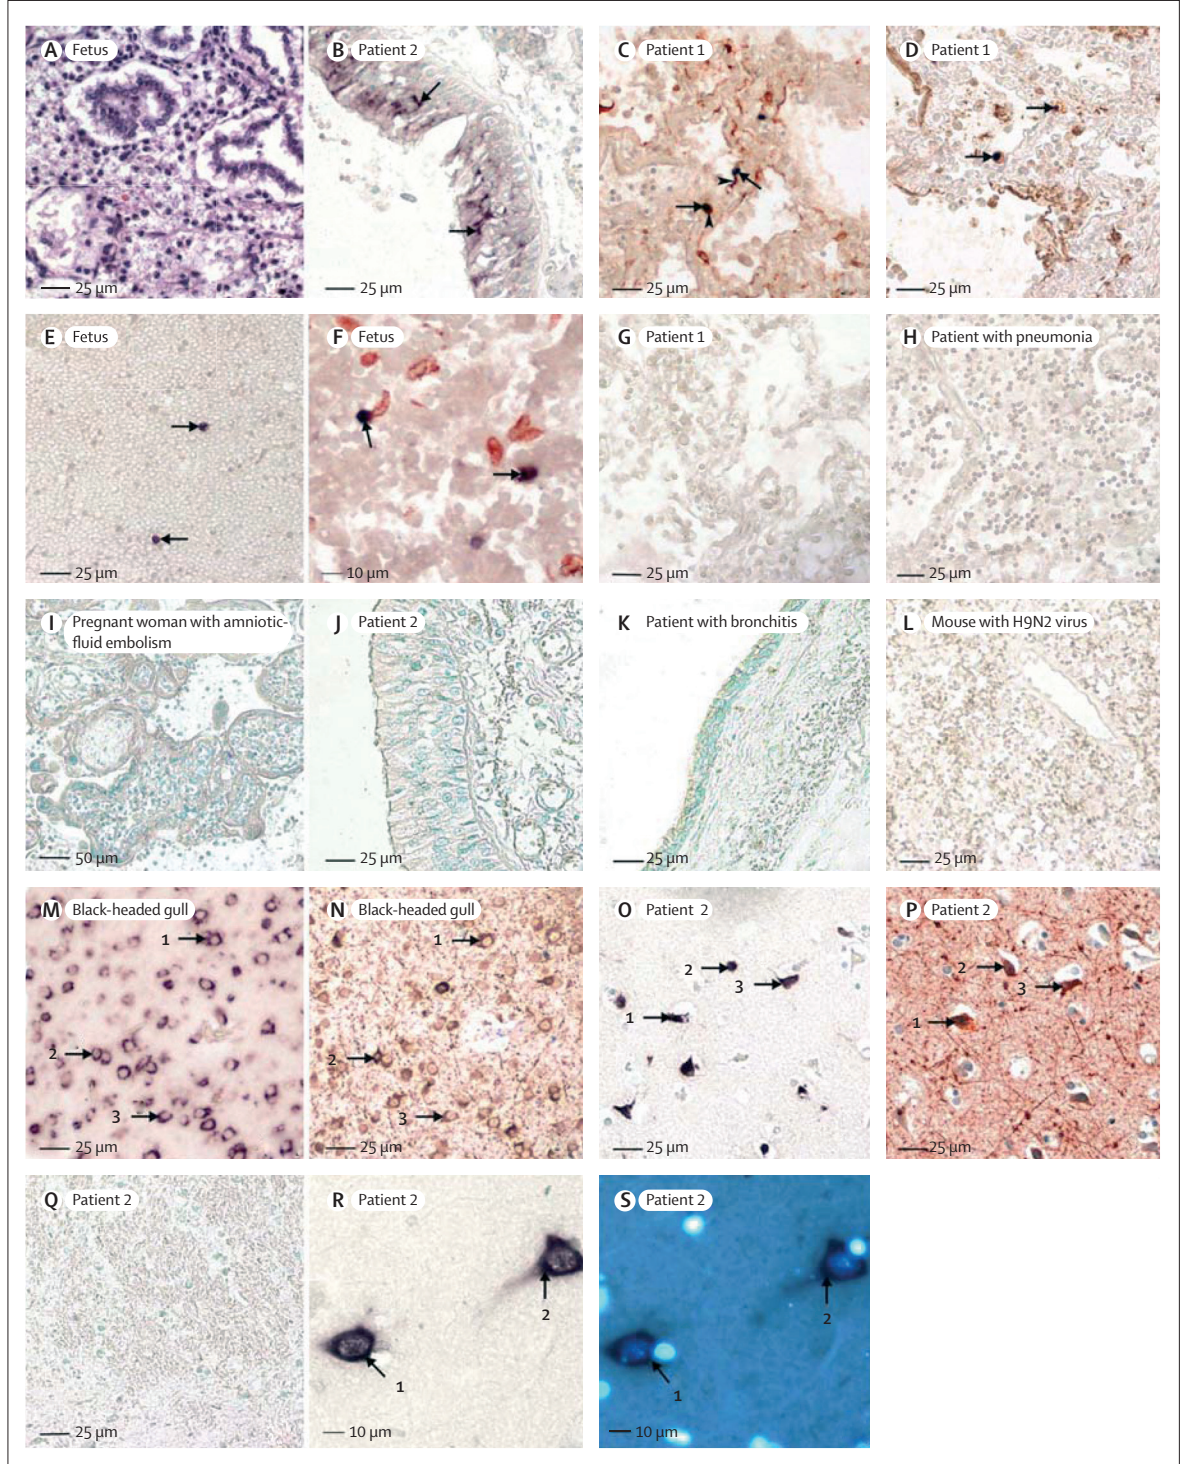 A Fetus
25 µm
B Patient 2
25 µm
C Patient 1
25 µm
D Patient 1
25 µm
E Fetus
25 µm
F Fetus
10 µm
G Patient 1
25 µm
H Patient with pneumonia
25 µm
I Pregnant woman with amniotic-
fluid embolism
50 µm
J Patient 2
25 µm
K Patient with bronchitis
25 µm
L Mouse with H9N2 virus
25 µm
M Black-headed gull
1
2
3
25 µm
N Black-headed gull
1
2
3
25 µm
O Patient 2
2
3
1
25 µm
P Patient 2
2
3
1
25 µm
Q Patient 2
25 µm
R Patient 2
2
1
10 µm
S Patient 2
2
1
10 µm